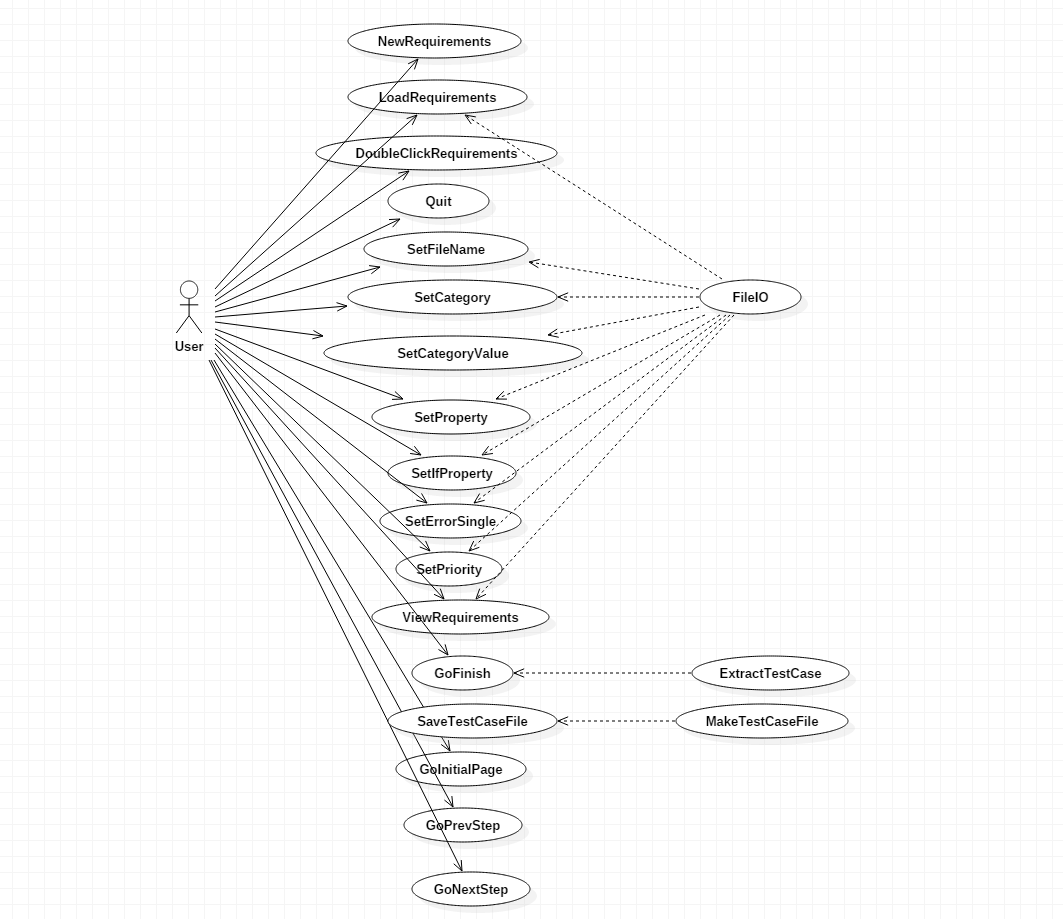 NewRequirements
LoadRequirements
DoubleClickRequirements
Quit
SetFileName
SetCategory
FileIO
User
SetCategoryValue
SetProperty
SetIfProperty
SetErrorSingle
SetPriority
ViewRequirements
GoFinish
ExtractTestCase
SaveTestCaseFile
MakeTestCaseFile
GoInitialPage
GoPrevStep
GoNextStep